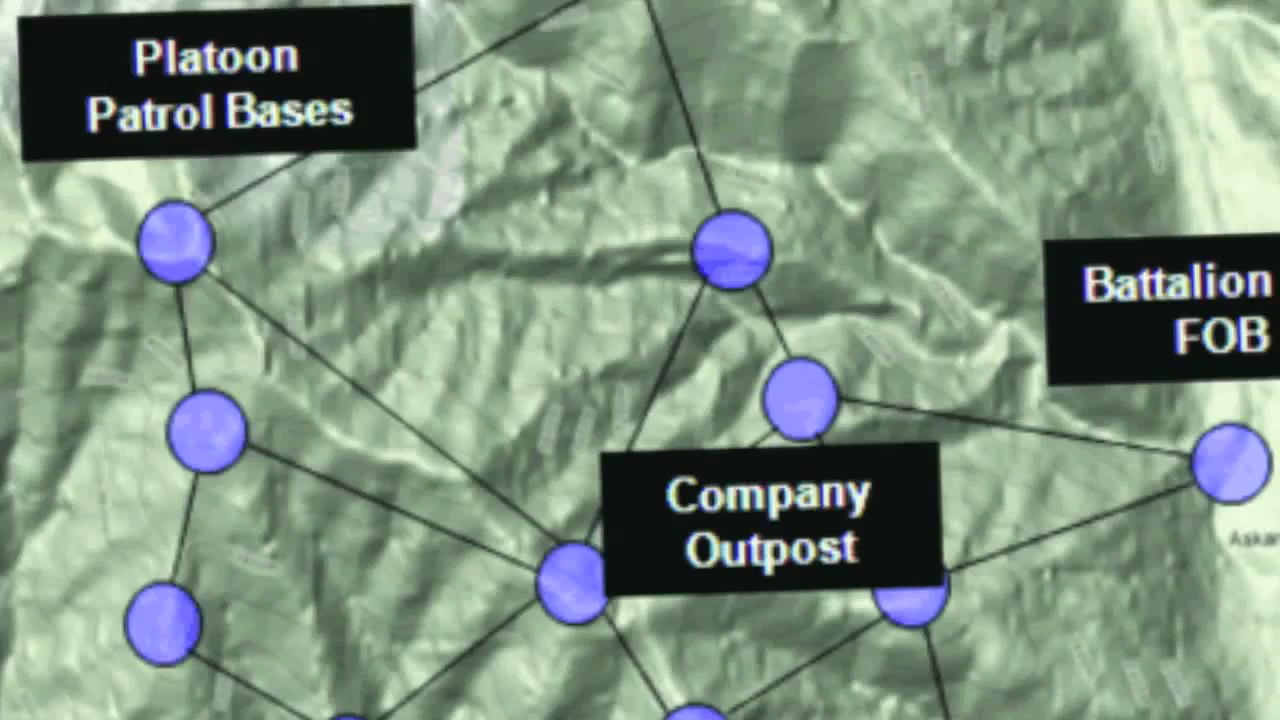 Platoon
Patrol Bases
Battalion
FOB
Company
Outpost